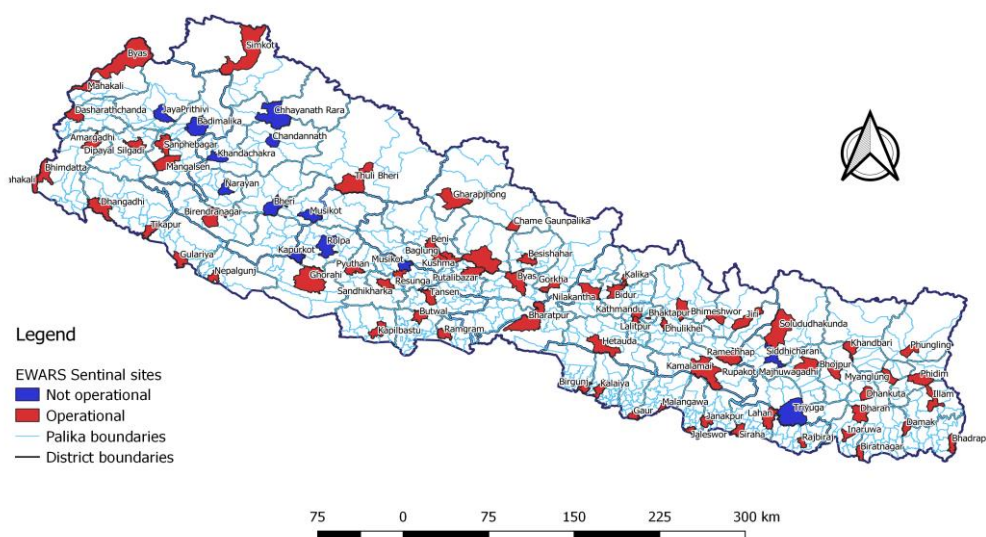 Simkot
Byas
Mahakali
Dasharathchanda
JayaPrithivi
Chhayanath Rara
Badimalika
Amargadhi
Sanphebagar
Chandannath
Dipayal Silgadi
Khandachakra
Mangalsen
Bhimdatta
Thuli Bheri
Narayan
Gharapjhong
Dhangadhi
Bheri
Birendranagar
Musikot
Chame Gaunpalika
Tikapur
Rolpa
Beni
Kapurkot
Baglung
Besishahar
Gulariya
Musikot
Kushma
Pyuthan
Nepalgunj
Ghorahi
Resunga
Putalibazar
Byas
Gorkha
Kalika
Sandhikharka
Tansen
Nilakantha
Bidur
Butwal
Kathmandu
Bhaktapur
Bhimeshwor
Jiri
Bharatpur
Lalitpur
Dhulikhel
Solududhakunda
Kapilbastu
Ramgram
Hetauda
Siddhicharan
Khandbari
Phungling
Ramechhap
Kamalamai
Rupakot
Majhuwagadhi
Bhojpur
Myanglung
Phidim
Birgunj
Kalaiya
Dhankuta
Illam
Malangawa
Gaur
Janakpur
Lahan
Triyuga
Dharan
Damak
Jaleswor
Siraha
Rajbiraj
Inaruwa
Biratnagar
Bhadrap
Legend
EWARS Sentinal sites
Not operational
Operational
Palika boundaries
District boundaries
75 0 75 150 225 300 km